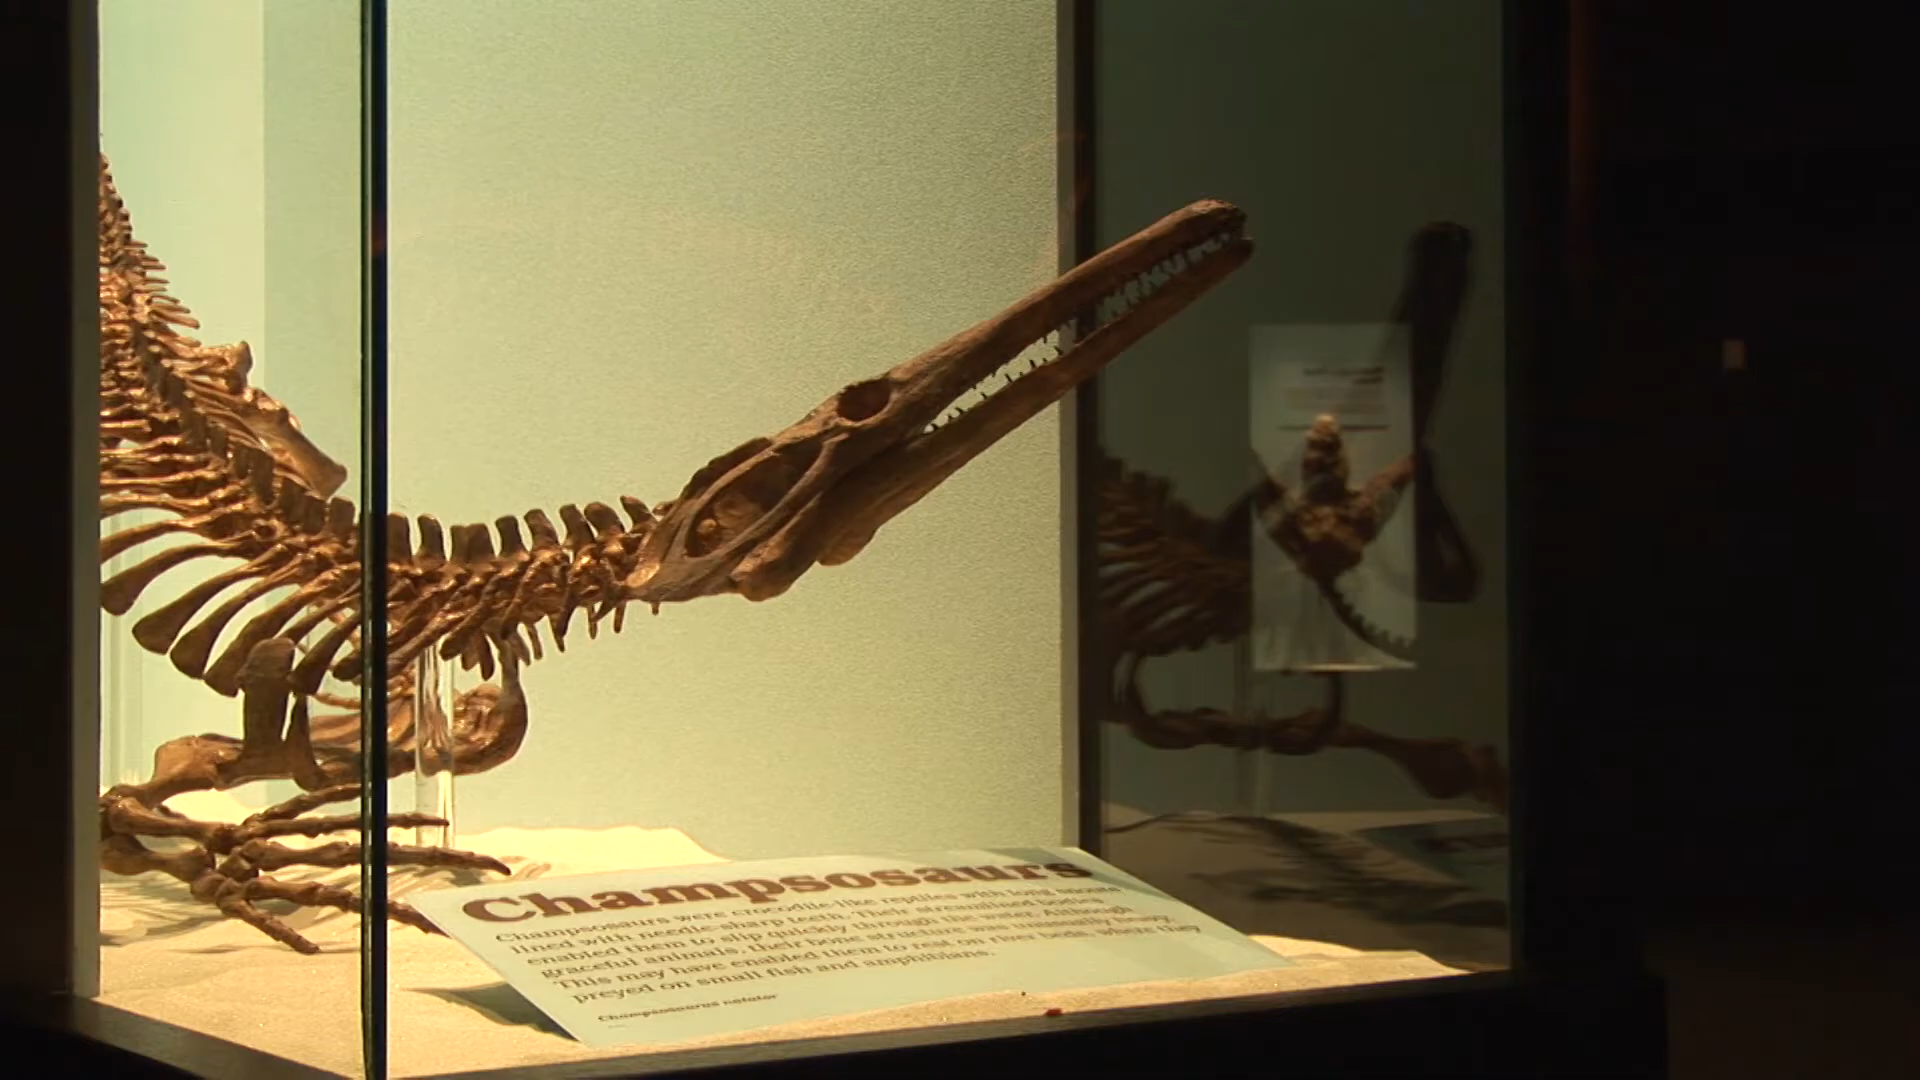 Champsosaurs
Champsosaurs were crocodile-like reptiles with long snouts
lined with needle-sharp teeth. Their streamlined bodies
enabled them to slip quickly through the water. Although
graceful animals, their bone structure was unusually heavy.
This may have enabled them to rest on river beds, where they
preyed on small fish and amphibians.
Champsosaurus natator